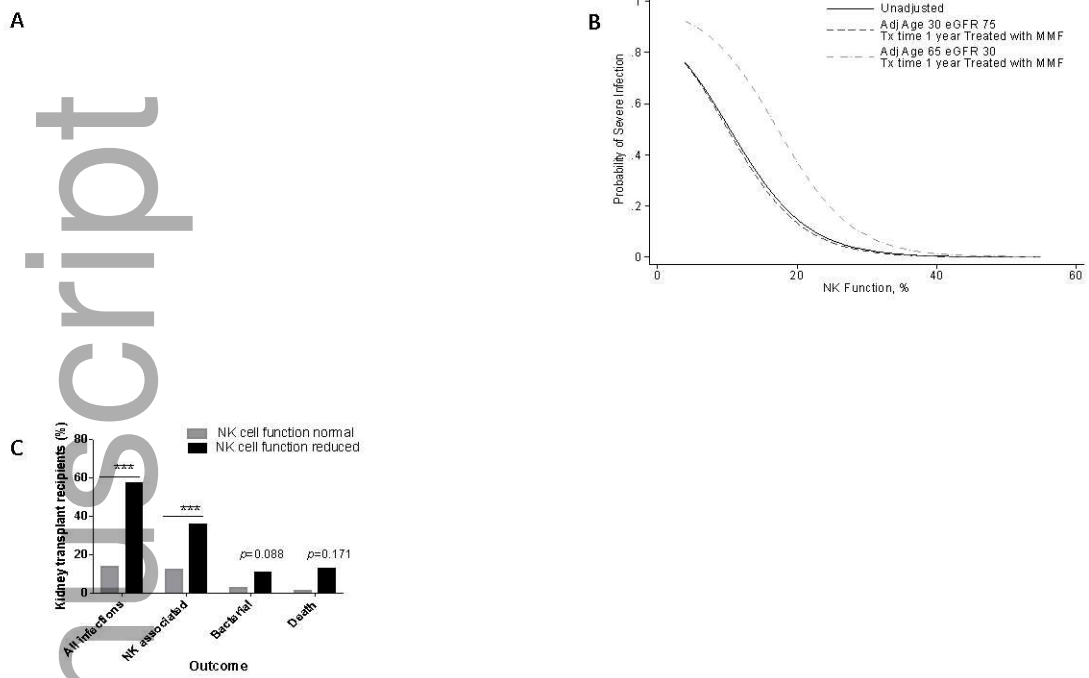 A
B
Unadjusted
Adj Age 30 eGFR 75
Tx time 1 year Treated with MMF
Adj Age 65 eGFR 30
Tx time 1 year Treated with MMF
Probability of Severe Infection
.8
.6
.4
.2
0
0 20 40 60
NK Function, %
C
NK cell function normal
NK cell function reduced
Kidney transplant recipients (%)
80
60
40
20
0
***
***
p=0.088
p=0.171
All infections
NK associated
Bacterial
Death
Outcome
nuscript